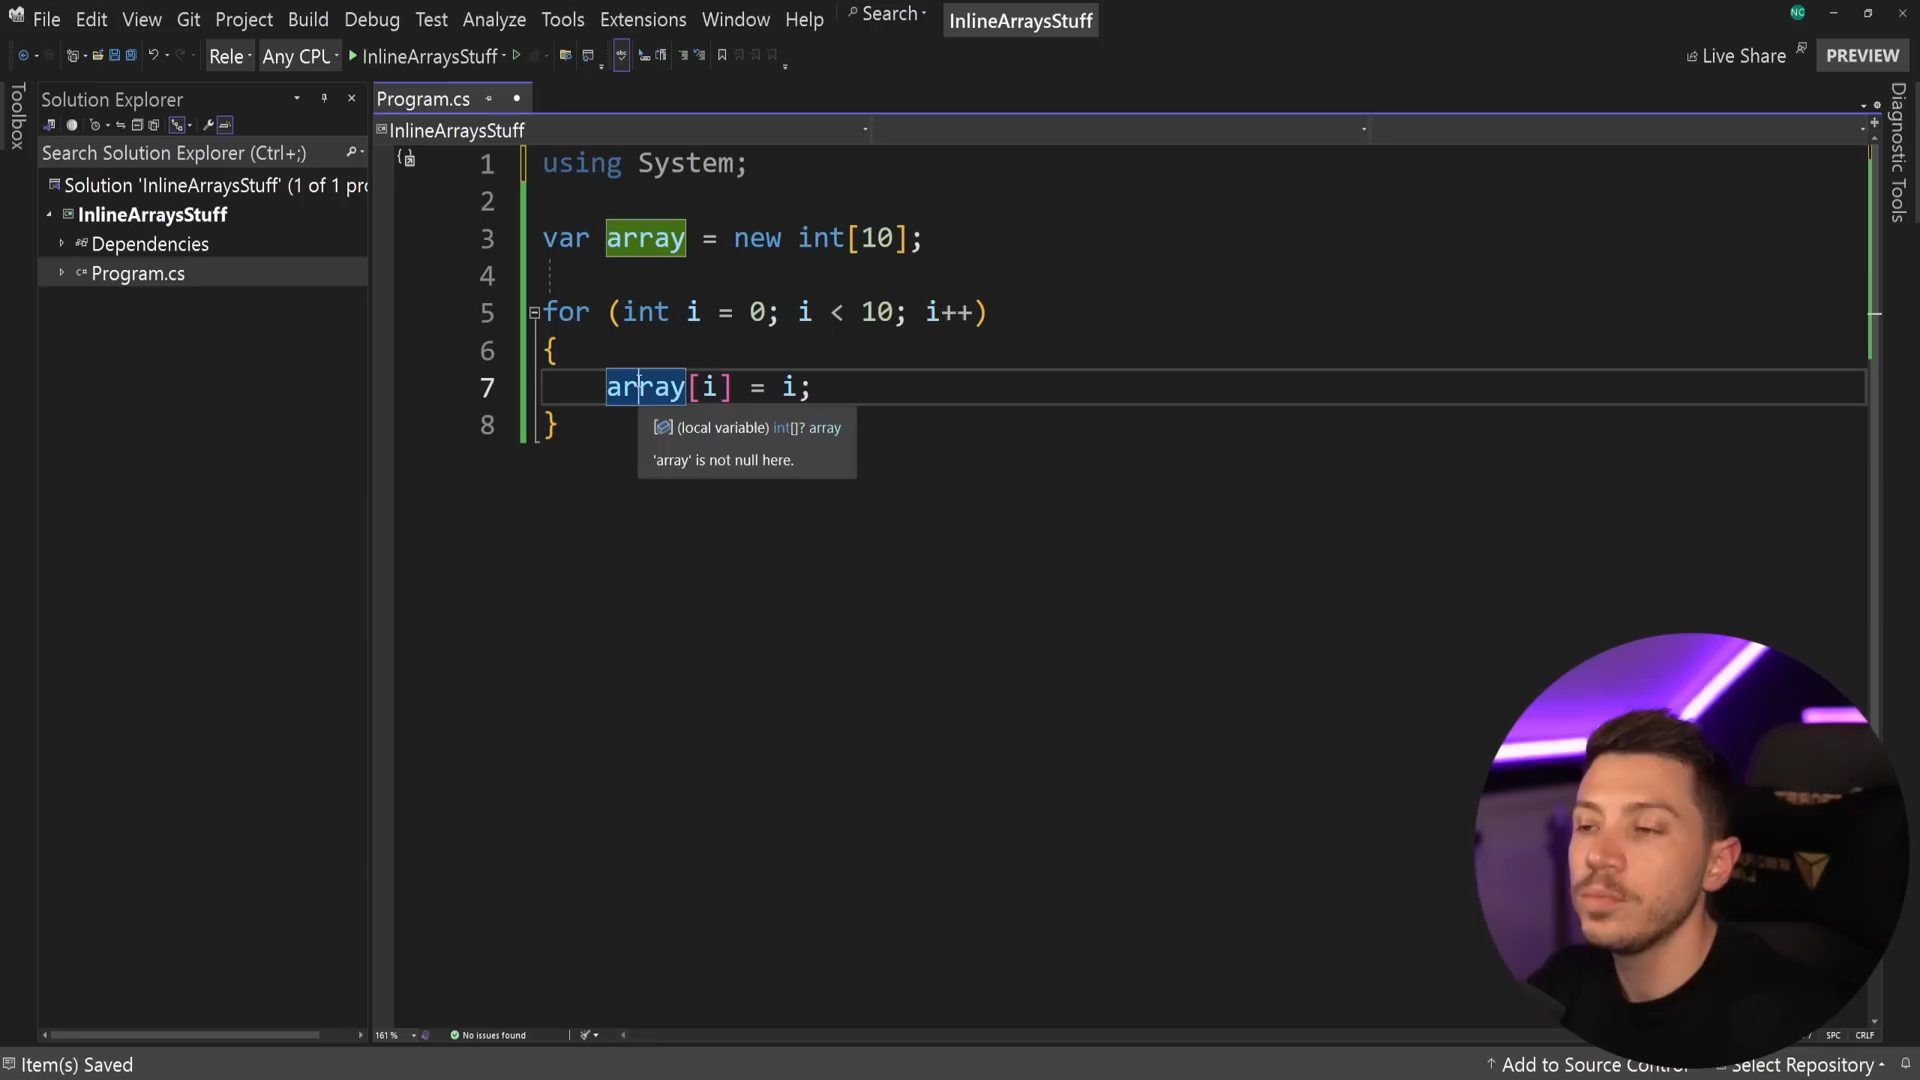 File Edit View Git Project Build Debug Test Analyze Tools Extensions Window Help Search InlineArraysStuff NC
Rele Any CPU InlineArraysStuff Live Share PREVIEW
Toolbox
Solution Explorer
Search Solution Explorer (Ctrl+;)
Solution 'InlineArraysStuff' (1 of 1 pro
InlineArraysStuff
Dependencies
C# Program.cs
Program.cs
InlineArraysStuff
1 using System;
2
3 var array = new int[10];
4
5 for (int i = 0; i < 10; i++)
6 {
7 array[i] = i;
8 }
(local variable) int[]? array
'array' is not null here.
Diagnostic Tools
161 % No issues found SPC CRLF
Item(s) Saved Add to Source Control Select Repository